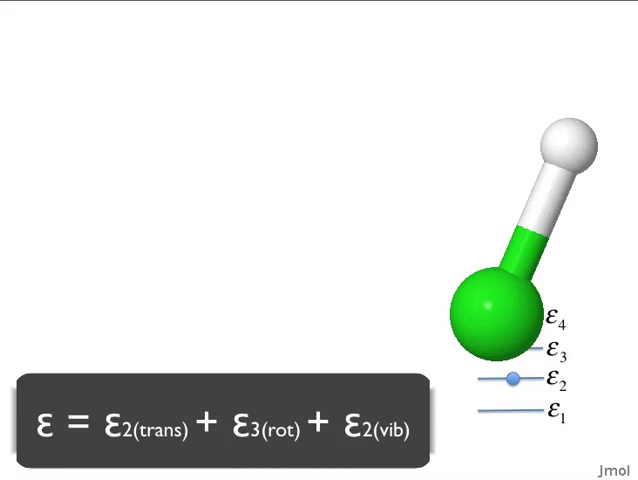 ε₄
ε₃
ε₂
ε₁
ε = ε2(trans) + ε3(rot) + ε2(vib)
Jmol